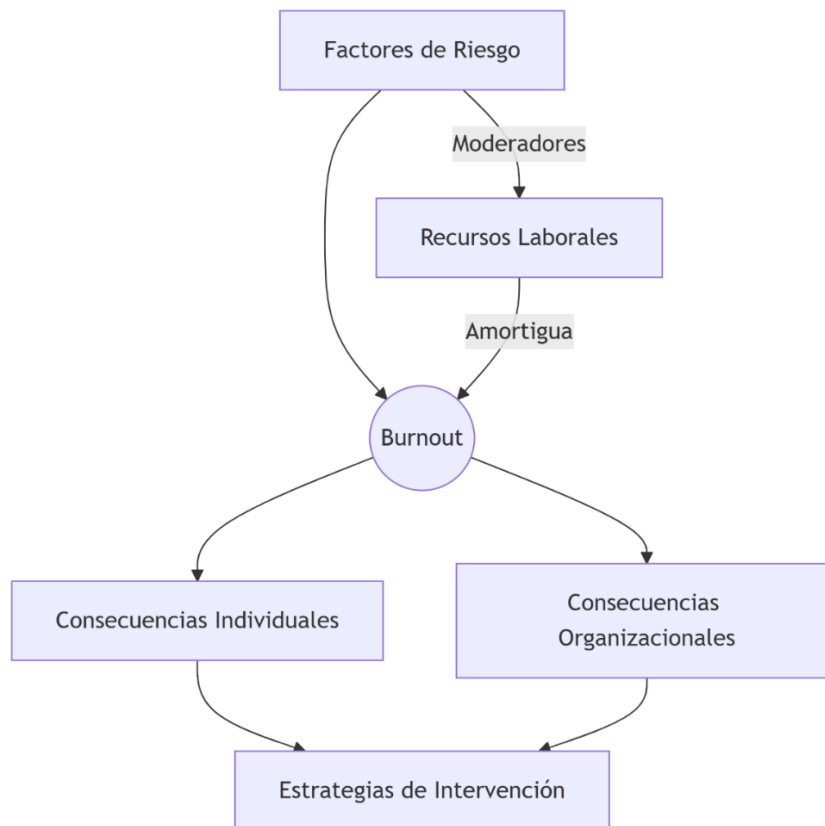 Factores de Riesgo
Moderadores
Recursos Laborales
Amortigua
Burnout
Consecuencias Individuales
Consecuencias
Organizacionales
Estrategias de Intervención